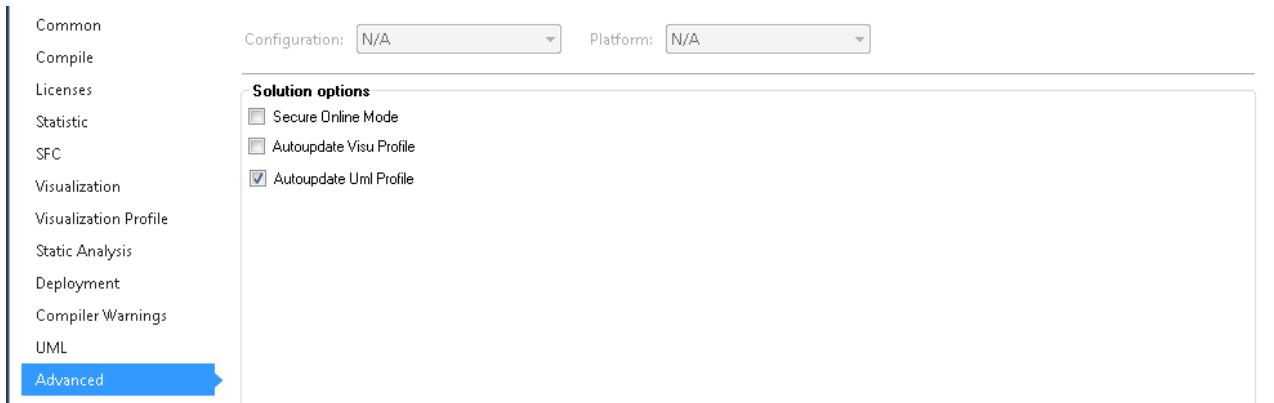 Common
Compile
Licenses
Statistic
SFC
Visualization
Visualization Profile
Static Analysis
Deployment
Compiler Warnings
UML
Advanced
Configuration: N/A Platform: N/A
Solution options
Secure Online Mode
Autoupdate Visu Profile
Autoupdate Uml Profile